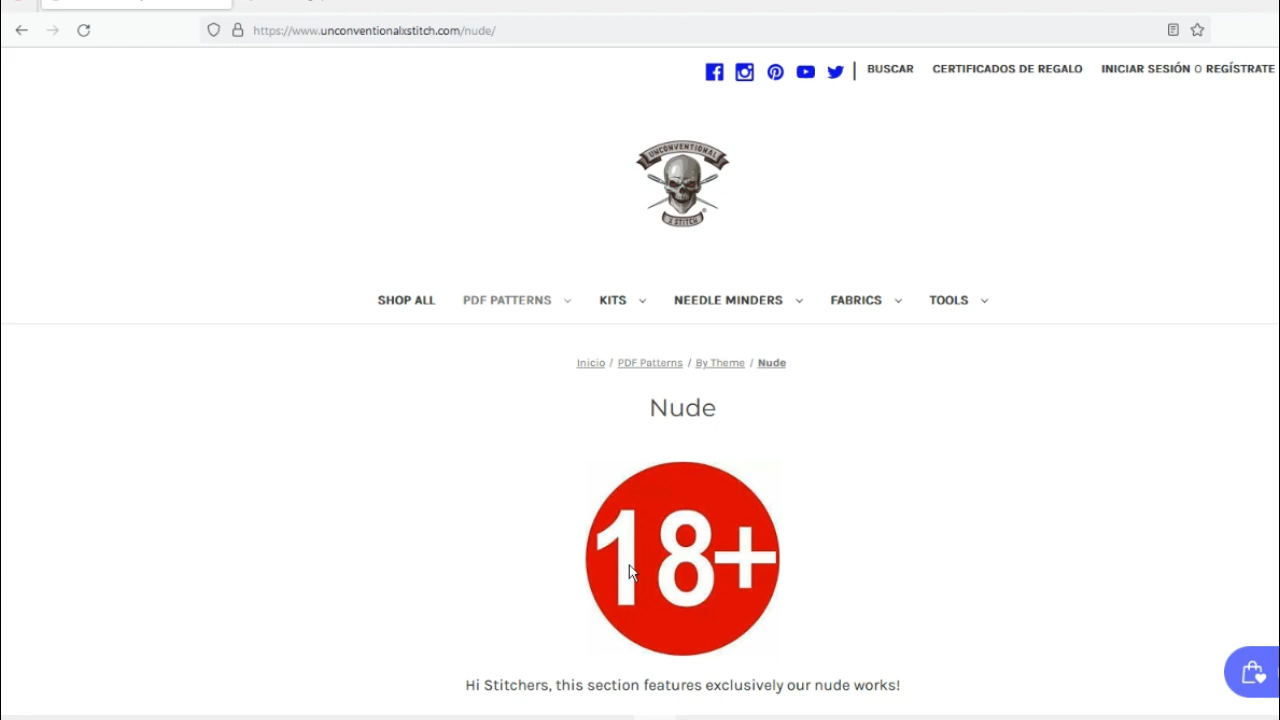 https://www.unconventionalxstitch.com/nude/
BUSCAR CERTIFICADOS DE REGALO INICIAR SESIÓN O REGÍSTRATE
UNCONVENTIONAL
X STITCH
SHOP ALL PDF PATTERNS KITS NEEDLE MINDERS FABRICS TOOLS
Inicio / PDF Patterns / By Theme / Nude
Nude
18+
Hi Stitchers, this section features exclusively our nude works!